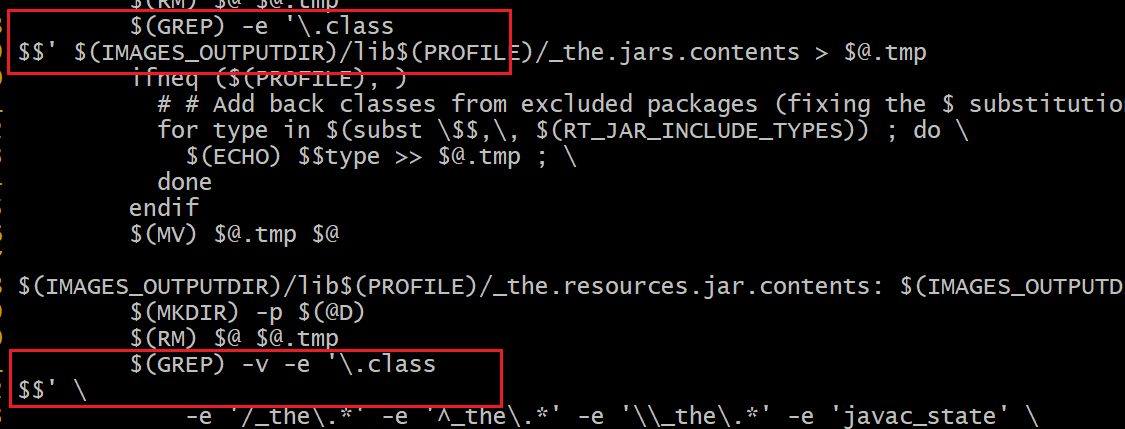 $(RM) $@ $@.tmp
$(GREP) -e '\.class
$$' $(IMAGES_OUTPUTDIR)/lib$(PROFILE)/_the.jars.contents > $@.tmp
ifneq ($(PROFILE), )
# # Add back classes from excluded packages (fixing the $ substitutio
for type in $(subst \$$,\, $(RT_JAR_INCLUDE_TYPES)) ; do \
$(ECHO) $$type >> $@.tmp ; \
done
endif
$(MV) $@.tmp $@
$(IMAGES_OUTPUTDIR)/lib$(PROFILE)/_the.resources.jar.contents: $(IMAGES_OUTPUTD
$(MKDIR) -p $(@D)
$(RM) $@ $@.tmp
$(GREP) -v -e '\.class
$$' \
-e '/_the\.*' -e '^_the\.*' -e '\\_the\.*' -e 'javac_state' \